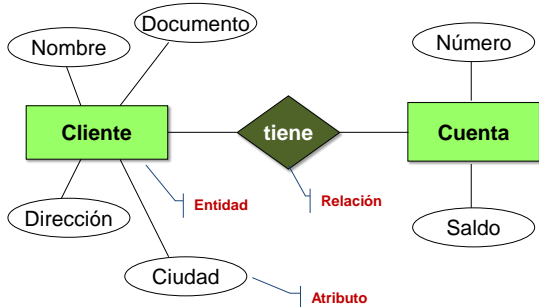 Documento
Nombre
Número
Cliente
tiene
Cuenta
Entidad
Relación
Dirección
Saldo
Ciudad
Atributo